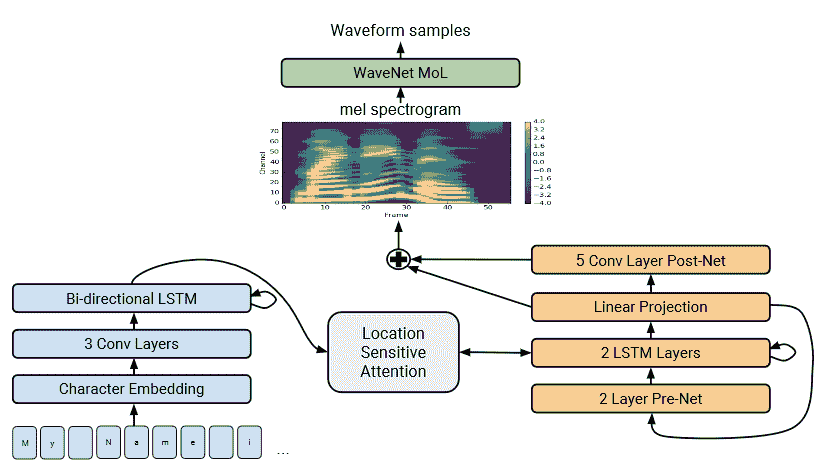 Waveform samples
WaveNet MoL
mel spectrogram
70
60
50
40
30
20
10
0
Channel
0 10 20 30 40 50
Frame
4.0
3.2
2.4
1.6
0.8
0.0
−0.8
−1.6
−2.4
−3.2
−4.0
5 Conv Layer Post-Net
Linear Projection
2 LSTM Layers
2 Layer Pre-Net
Location
Sensitive
Attention
Bi-directional LSTM
3 Conv Layers
Character Embedding
M y N a m e i ...